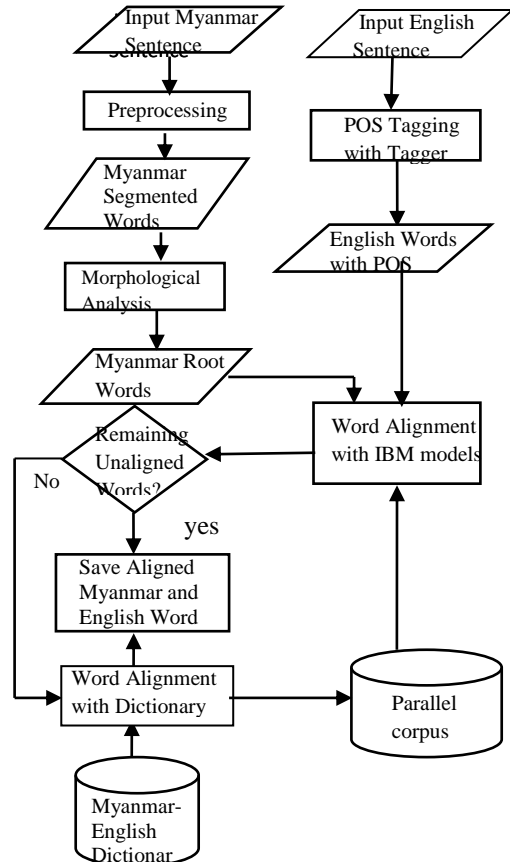 Input Myanmar
Sentence
Sentence
Input English
Sentence
Preprocessing
POS Tagging
with Tagger
Myanmar
Segmented
Words
English Words
with POS
Morphological
Analysis
Myanmar Root
Words
Word Alignment
with IBM models
Remaining
Unaligned
Words?
No
yes
Save Aligned
Myanmar and
English Word
Word Alignment
with Dictionary
Parallel
corpus
Myanmar-
English
Dictionar